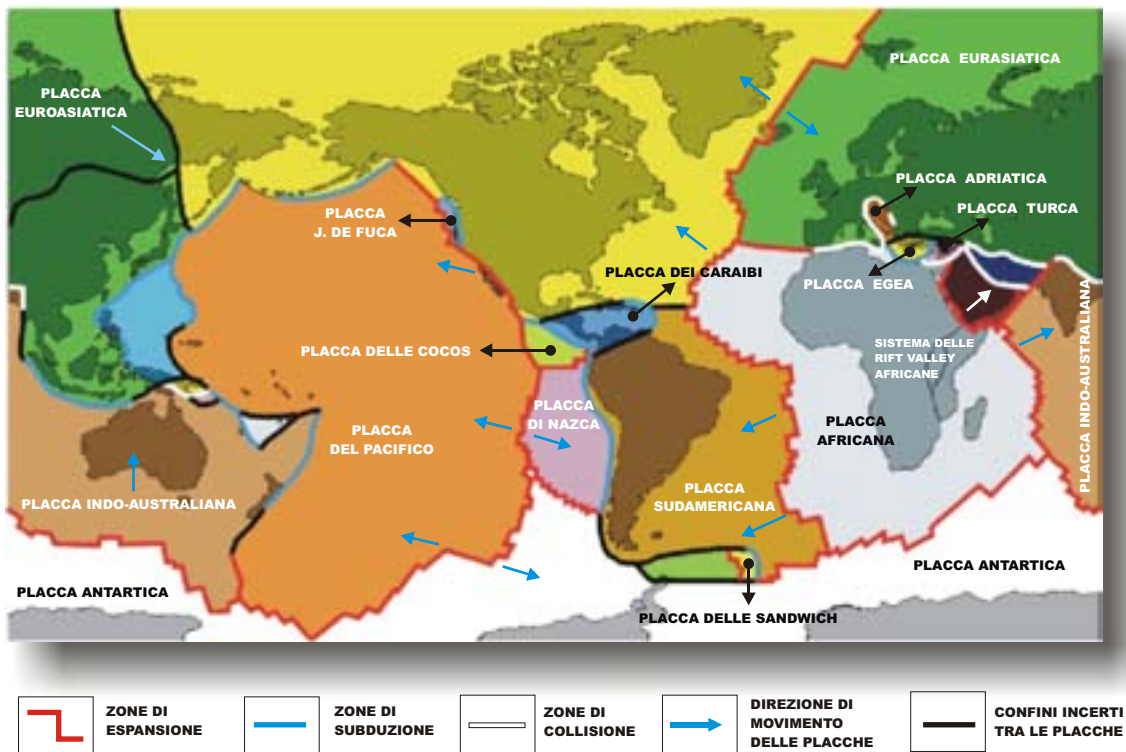 PLACCA EURASIATICA
PLACCA
EUROASIATICA
PLACCA ADRIATICA
PLACCA TURCA
PLACCA
J. DE FUCA
PLACCA DEI CARAIBI
PLACCA EGEA
PLACCA DELLE COCOS
SISTEMA DELLE
RIFT VALLEY
AFRICANE
PLACCA INDO-AUSTRALIANA
PLACCA
DI NAZCA
PLACCA
AFRICANA
PLACCA
DEL PACIFICO
PLACCA INDO-AUSTRALIANA
PLACCA
SUDAMERICANA
PLACCA ANTARTICA
PLACCA ANTARTICA
PLACCA DELLE SANDWICH
ZONE DI
ESPANSIONE
ZONE DI
SUBDUZIONE
ZONE DI
COLLISIONE
DIREZIONE DI
MOVIMENTO
DELLE PLACCHE
CONFINI INCERTI
TRA LE PLACCHE